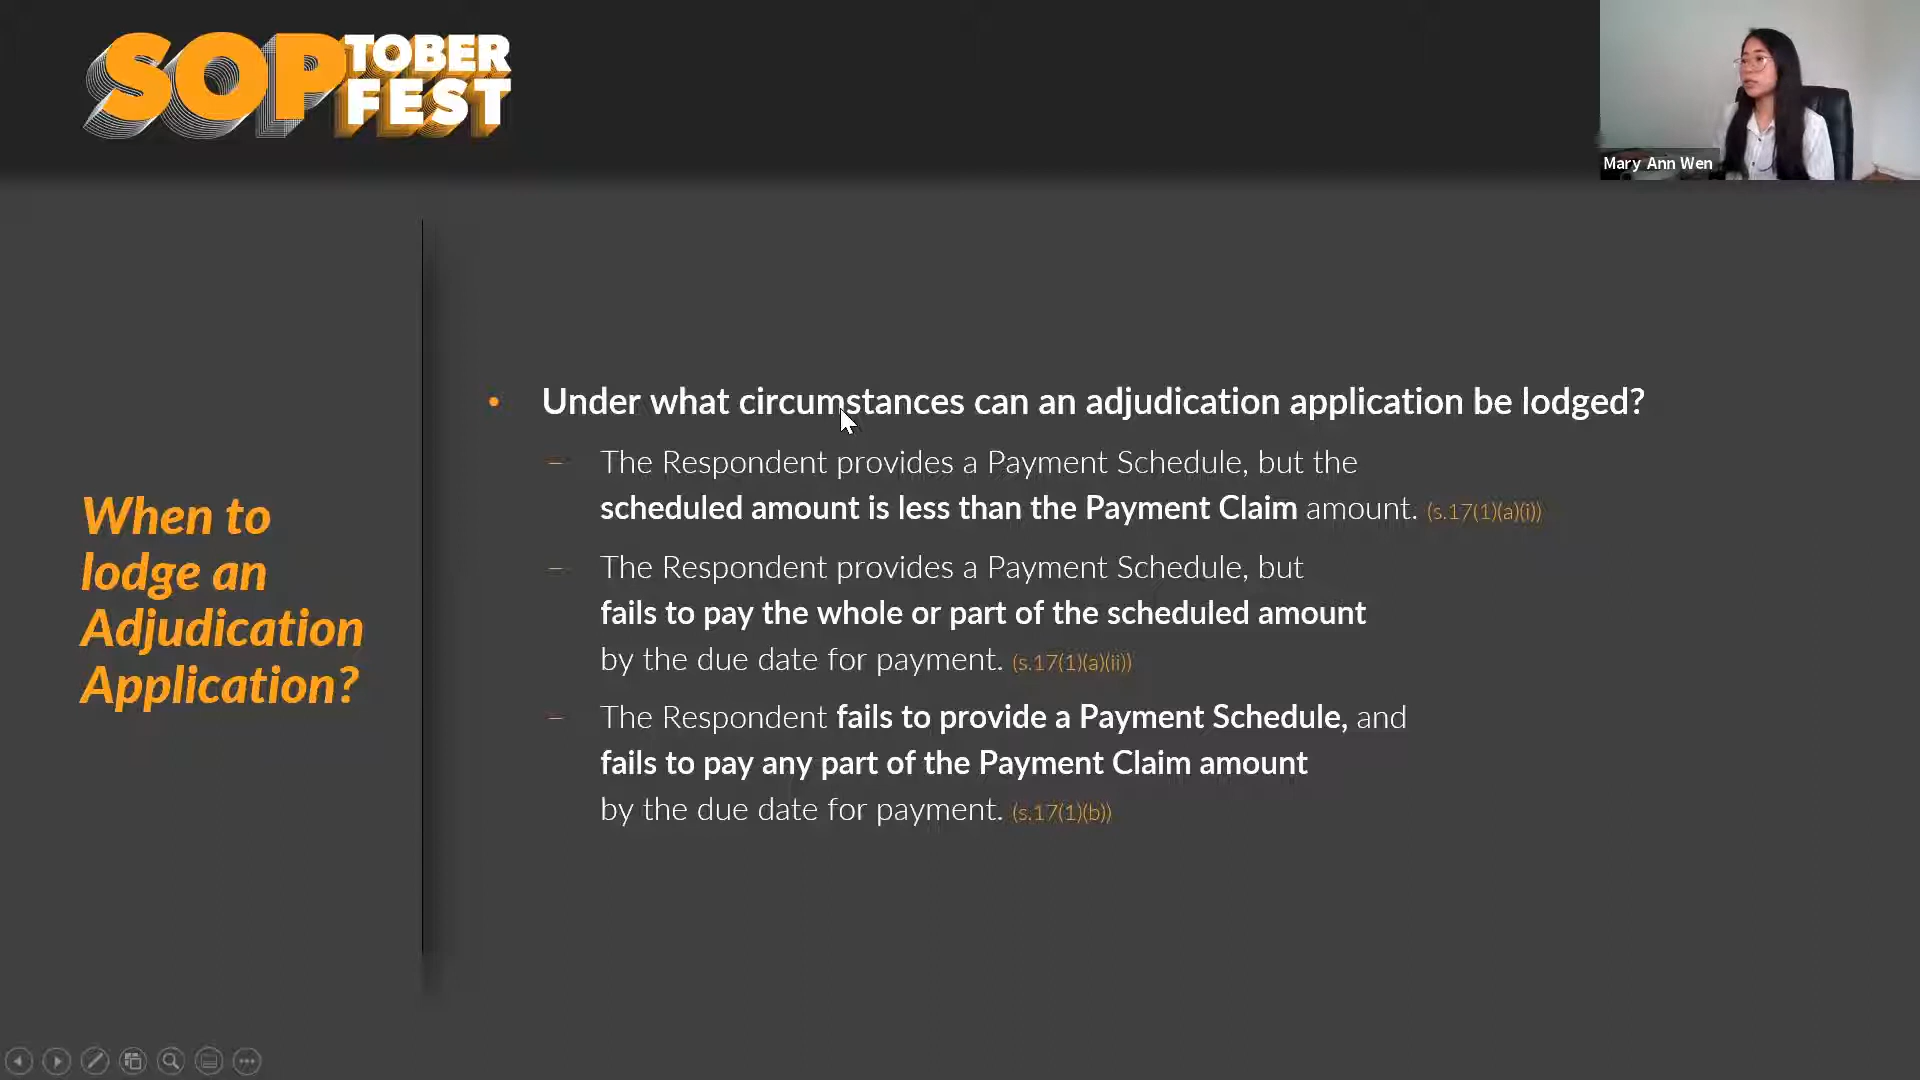 SOPTOBER
FEST
Mary Ann Wen
When to
lodge an
Adjudication
Application?
• Under what circumstances can an adjudication application be lodged?
– The Respondent provides a Payment Schedule, but the
scheduled amount is less than the Payment Claim amount. (s.17(1)(a)(i))
– The Respondent provides a Payment Schedule, but
fails to pay the whole or part of the scheduled amount
by the due date for payment. (s.17(1)(a)(ii))
– The Respondent fails to provide a Payment Schedule, and
fails to pay any part of the Payment Claim amount
by the due date for payment. (s.17(1)(b))